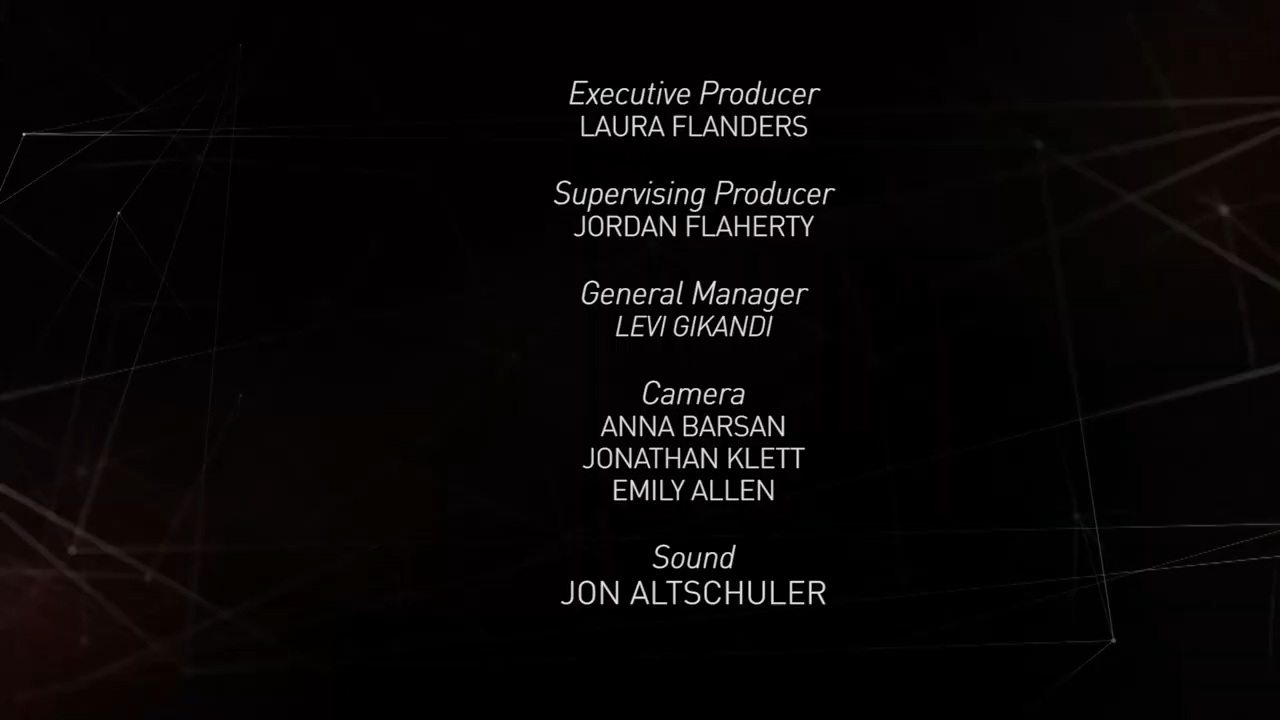 Executive Producer
LAURA FLANDERS
Supervising Producer
JORDAN FLAHERTY
General Manager
LEVI GIKANDI
Camera
ANNA BARSAN
JONATHAN KLETT
EMILY ALLEN
Sound
JON ALTSCHULER